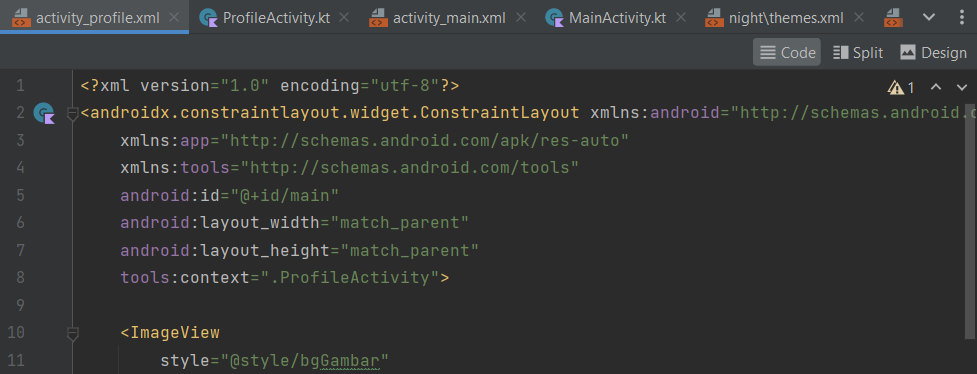 activity_profile.xml ProfileActivity.kt activity_main.xml MainActivity.kt night\themes.xml
Code Split Design
1 <?xml version="1.0" encoding="utf-8"?> 1
2 <androidx.constraintlayout.widget.ConstraintLayout xmlns:android="http://schemas.android.
3 xmlns:app="http://schemas.android.com/apk/res-auto"
4 xmlns:tools="http://schemas.android.com/tools"
5 android:id="@+id/main"
6 android:layout_width="match_parent"
7 android:layout_height="match_parent"
8 tools:context=".ProfileActivity">
9
10 <ImageView
11 style="@style/bgGambar"